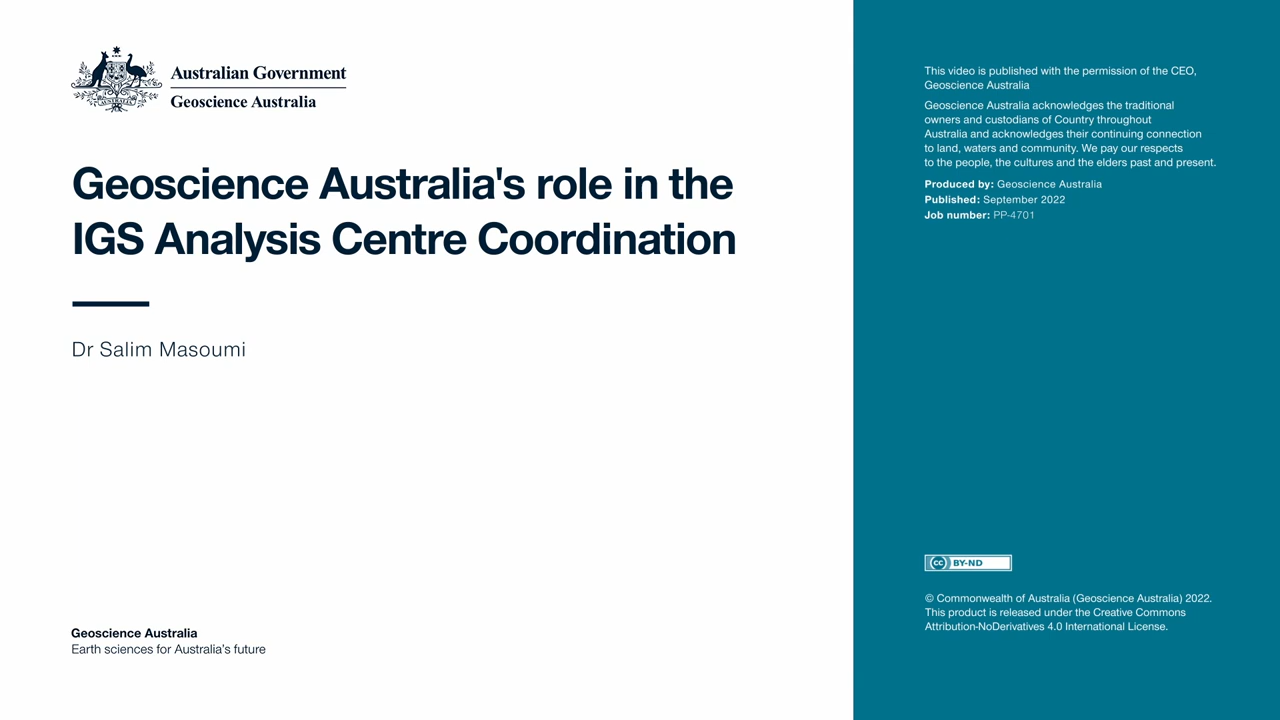 Australian Government
Geoscience Australia
Geoscience Australia's role in the
IGS Analysis Centre Coordination
Dr Salim Masoumi
Geoscience Australia
Earth sciences for Australia's future
This video is published with the permission of the CEO,
Geoscience Australia
Geoscience Australia acknowledges the traditional
owners and custodians of Country throughout
Australia and acknowledges their continuing connection
to land, waters and community. We pay our respects
to the people, the cultures and the elders past and present.
Produced by: Geoscience Australia
Published: September 2022
Job number: PP-4701
cc BY-ND
© Commonwealth of Australia (Geoscience Australia) 2022.
This product is released under the Creative Commons
Attribution-NoDerivatives 4.0 International License.